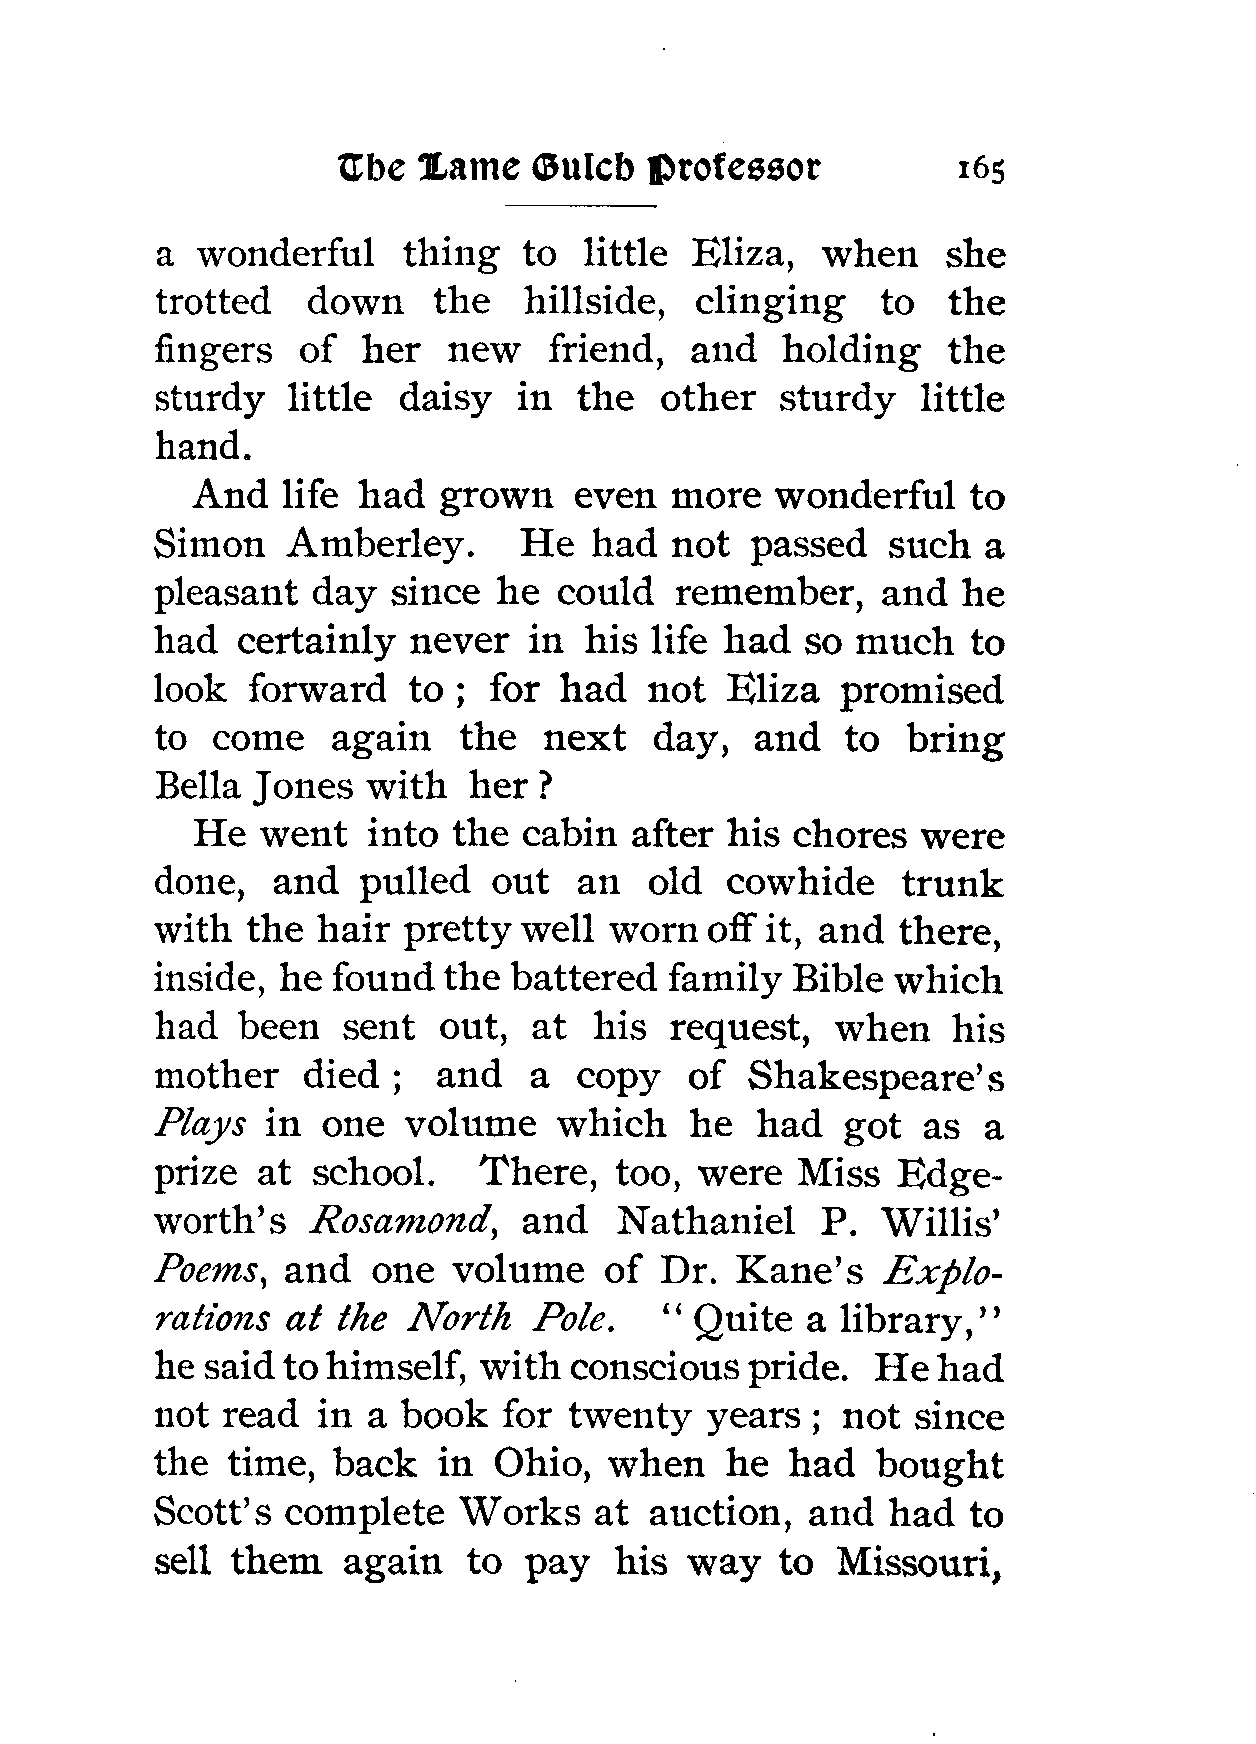 The Lame Gulch Professor 165
a wonderful thing to little Eliza, when she
trotted down the hillside, clinging to the
fingers of her new friend, and holding the
sturdy little daisy in the other sturdy little
hand.
And life had grown even more wonderful to
Simon Amberley. He had not passed such a
pleasant day since he could remember, and he
had certainly never in his life had so much to
look forward to ; for had not Eliza promised
to come again the next day, and to bring
Bella Jones with her ?
He went into the cabin after his chores were
done, and pulled out an old cowhide trunk
with the hair pretty well worn off it, and there,
inside, he found the battered family Bible which
had been sent out, at his request, when his
mother died ; and a copy of Shakespeare's
Plays in one volume which he had got as a
prize at school. There, too, were Miss Edge-
worth's Rosamond, and Nathaniel P. Willis'
Poems, and one volume of Dr. Kane's Explo-
rations at the North Pole. “ Quite a library,”
he said to himself, with conscious pride. He had
not read in a book for twenty years ; not since
the time, back in Ohio, when he had bought
Scott's complete Works at auction, and had to
sell them again to pay his way to Missouri,